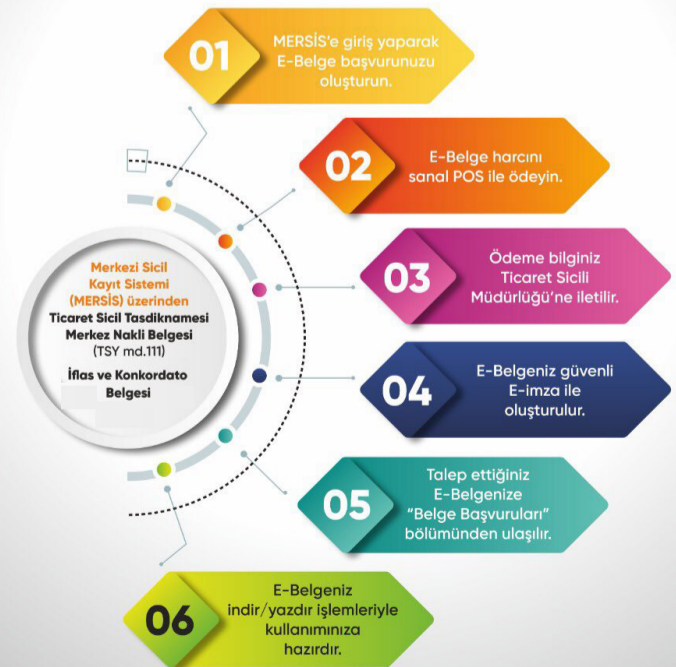 01
MERSİS'e giriş yaparak
E-Belge başvurunuzu
oluşturun.
02
E-Belge harcını
sanal POS ile ödeyin.
03
Ödeme bilginiz
Ticaret Sicili
Müdürlüğü'ne iletilir.
Merkezi Sicil
Kayıt Sistemi
(MERSİS) üzerinden
Ticaret Sicil Tasdiknamesi
Merkez Nakli Belgesi
(TSY md.111)
İflas ve Konkordato
Belgesi
04
E-Belgeniz güvenli
E-imza ile
oluşturulur.
05
Talep ettiğiniz
E-Belgenize
“Belge Başvuruları”
bölümünden ulaşılır.
06
E-Belgeniz
indir/yazdır işlemleriyle
kullanımınıza
hazırdır.